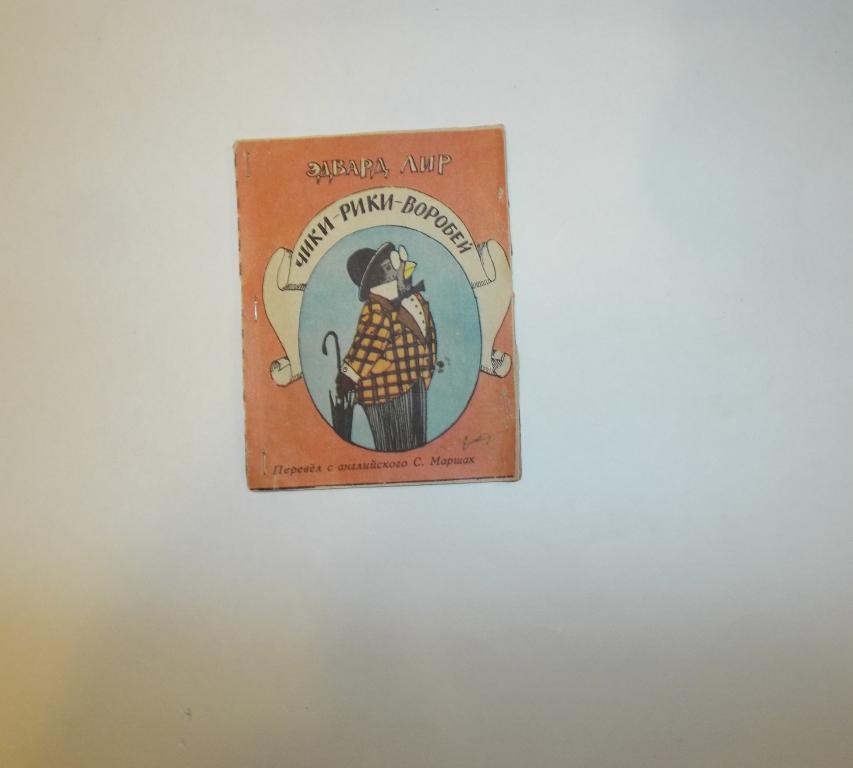 ЭДВАРД ЛИР
ЧИКИ-РИКИ-ВОРОБЕЙ
Перевёл с английского С. Маршак